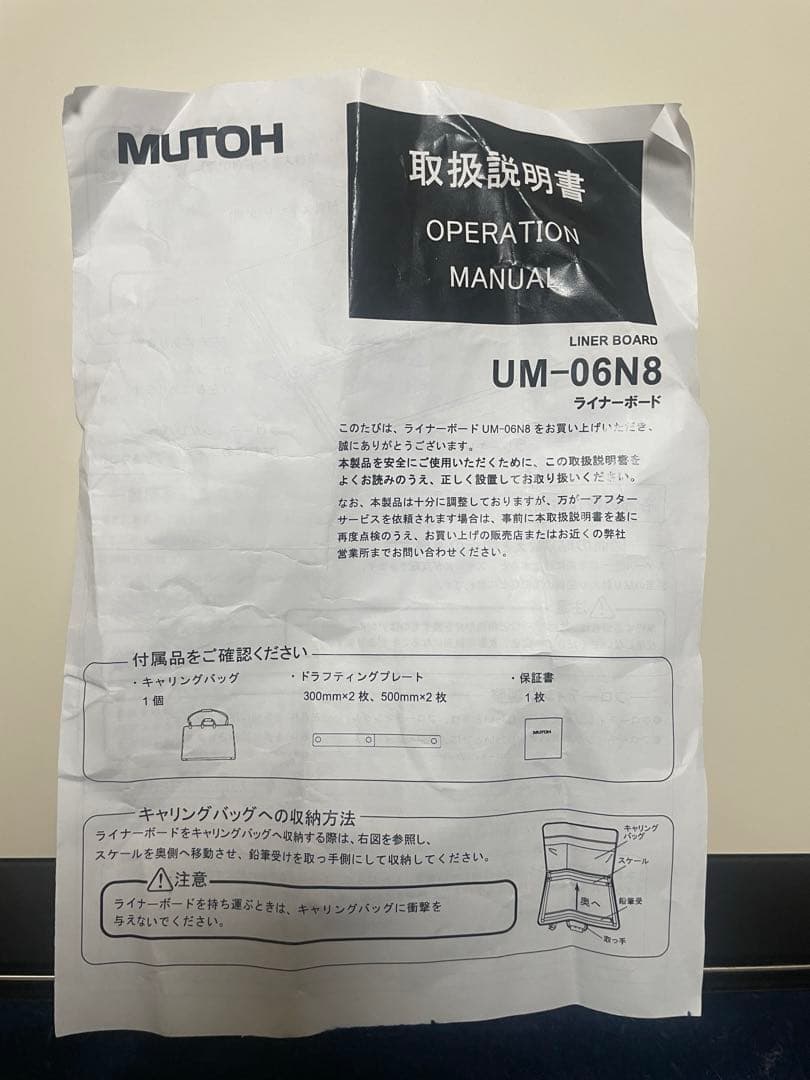 MUTOH
取扱説明書
OPERATION
MANUAL
LINER BOARD
UM-06N8
ライナーボード
このたびは、ライナーボード UM-06N8 をお買い上げいただき、
誠にありがとうございます。
本製品を安全にご使用いただくために、この取扱説明書を
よくお読みのうえ、正しく設置してお取り扱いください。
なお、本製品は十分に調整しておりますが、万が一アフター
サービスを依頼されます場合は、事前に本取扱説明書を基に
再度点検のうえ、お買い上げの販売店またはお近くの弊社
営業所までお問い合わせください。
付属品をご確認ください
・キャリングバッグ
1個
・ドラフティングプレート
300mm×2枚、500mm×2枚
・保証書
1枚
MUTOH
キャリングバッグへの収納方法
ライナーボードをキャリングバッグへ収納する際は、右図を参照し、
スケールを奥側へ移動させ、鉛筆受けを取っ手側にして収納してください。
注意
ライナーボードを持ち運ぶときは、キャリングバッグに衝撃を
与えないでください。
キャリング
バッグ
スケール
奥へ
鉛筆受
取っ手